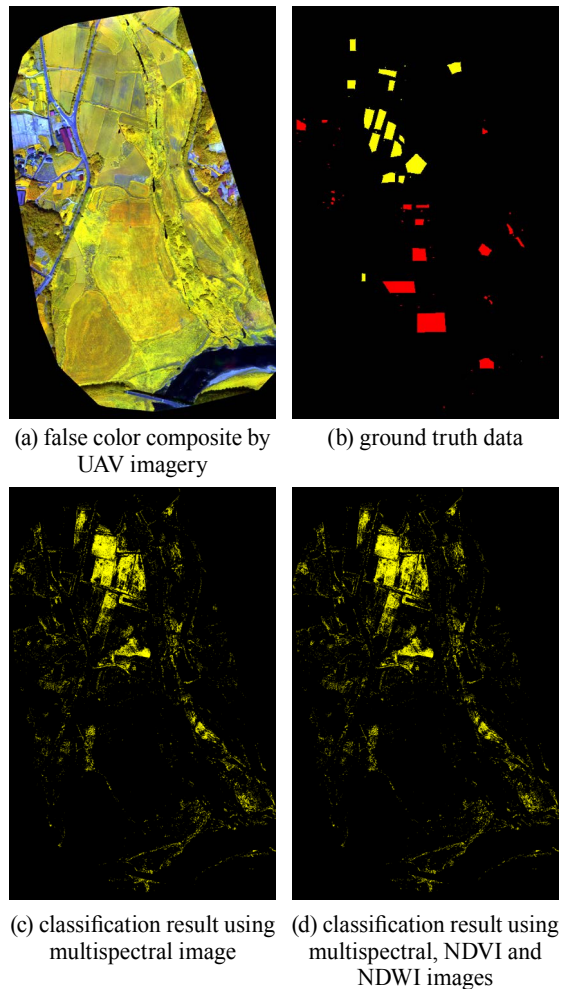 (a) false color composite by
UAV imagery
(b) ground truth data
(c) classification result using
multispectral image
(d) classification result using
multispectral, NDVI and
NDWI images